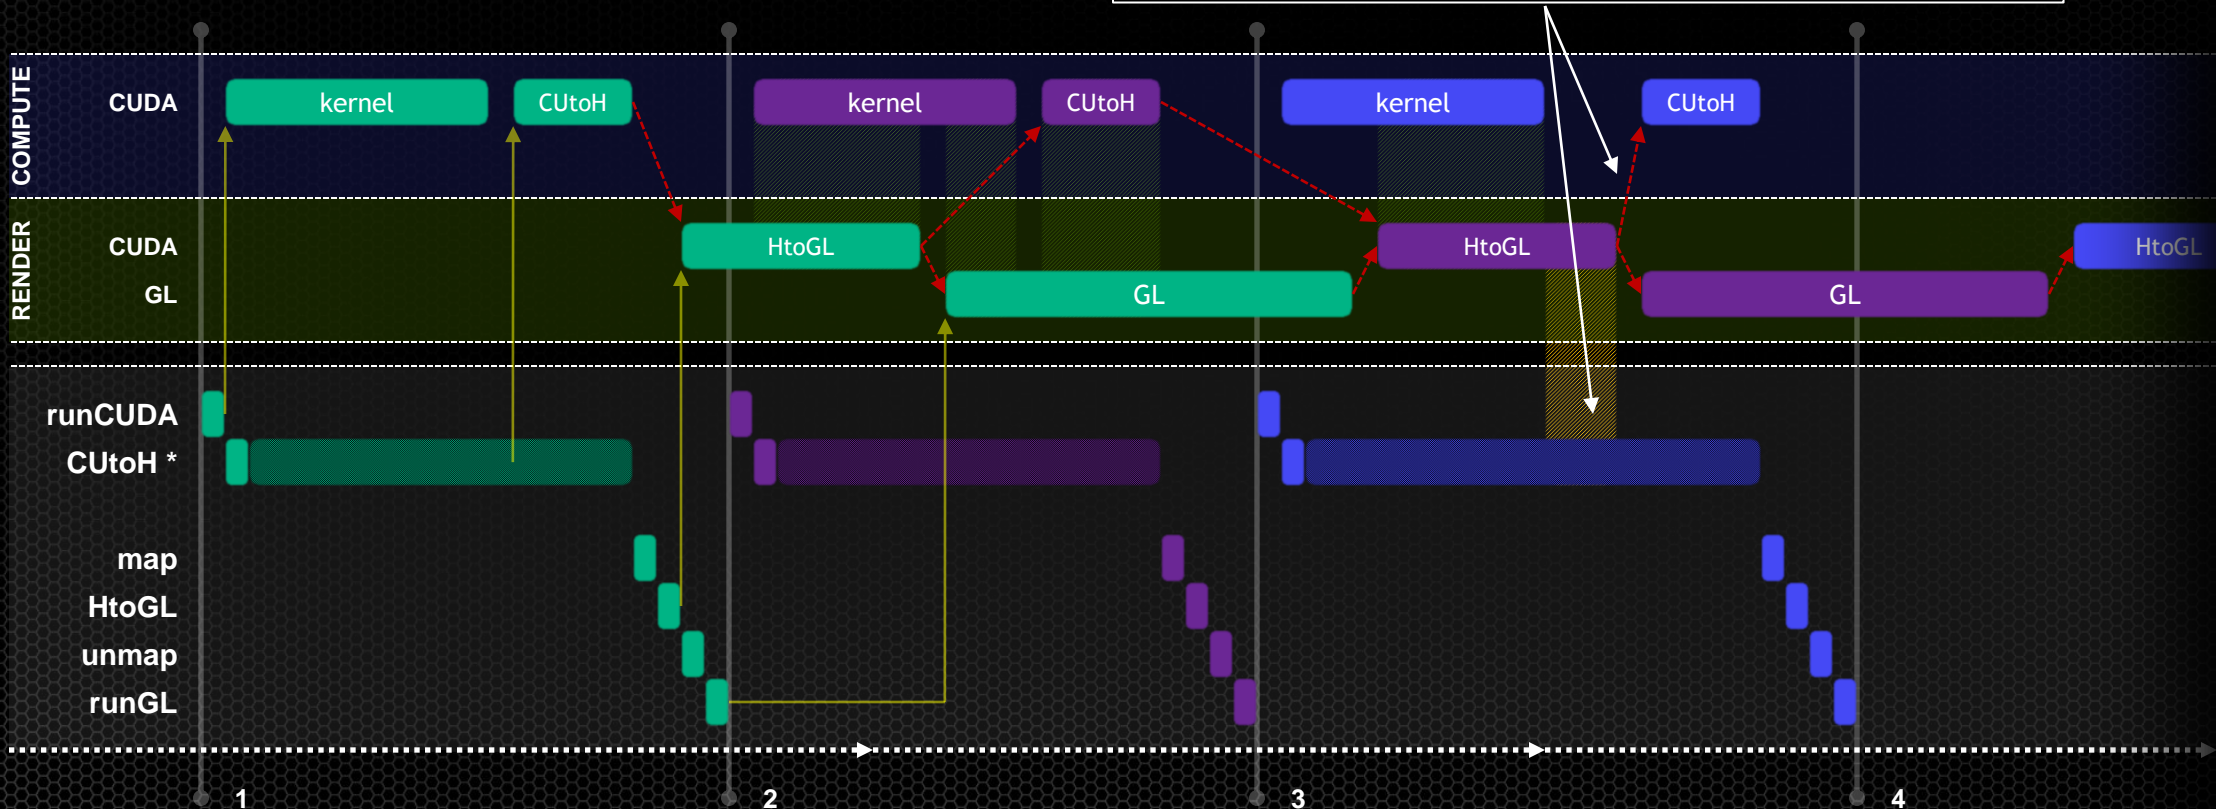 COMPUTE
CUDA kernel CUtoH kernel CUtoH kernel CUtoH
RENDER
CUDA HtoGL HtoGL HtoGL
GL GL GL
runCUDA
CUtoH *
map
HtoGL
unmap
runGL
1 2 3 4